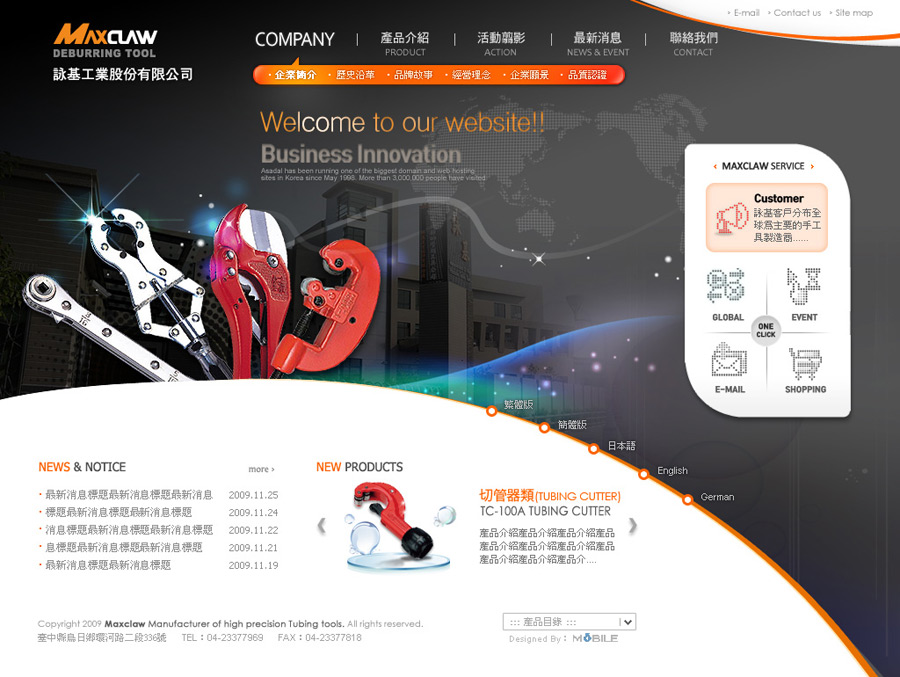 E-mail Contact us Site map
MAXCLAW
DEBURRING TOOL
詠基工業股份有限公司
COMPANY 產品介紹 活動翦影 最新消息 聯絡我們
PRODUCT ACTION NEWS & EVENT CONTACT
・企業簡介 ・歷史沿革 ・品牌故事 ・經營理念 ・企業願景 ・品質認證
Welcome to our website!!
Business Innovation
Asadal has been running one of the biggest domain and web hosting
sites in Korea since May 1998. More than 3,000,000 people have visited
‹ MAXCLAW SERVICE ›
Customer
詠基客戶分布全
球為主要的手工
具製造商......
GLOBAL EVENT
ONE
CLICK
E-MAIL SHOPPING
繁體版
簡體版
日本語
English
German
NEWS & NOTICE more ›
・最新消息標題最新消息標題最新消息 2009.11.25
・標題最新消息標題最新消息標題 2009.11.24
・消息標題最新消息標題最新消息標題 2009.11.22
・息標題最新消息標題最新消息標題 2009.11.21
・最新消息標題最新消息標題 2009.11.19
NEW PRODUCTS
切管器類(TUBING CUTTER)
TC-100A TUBING CUTTER
產品介紹產品介紹產品介紹產品
產品介紹產品介紹產品介紹產品
產品介紹產品介紹產品介....
Copyright 2009 Maxclaw Manufacturer of high precision Tubing tools. All rights reserved.
臺中縣烏日鄉環河路二段336號 TEL：04-23377969 FAX：04-23377818
::: 產品目錄 :::
Designed By： MOBILE